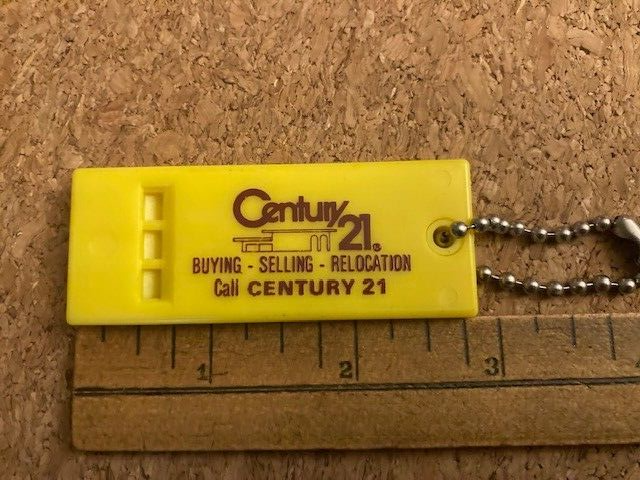 Century
21®
BUYING - SELLING - RELOCATION
Call CENTURY 21
1 2 3